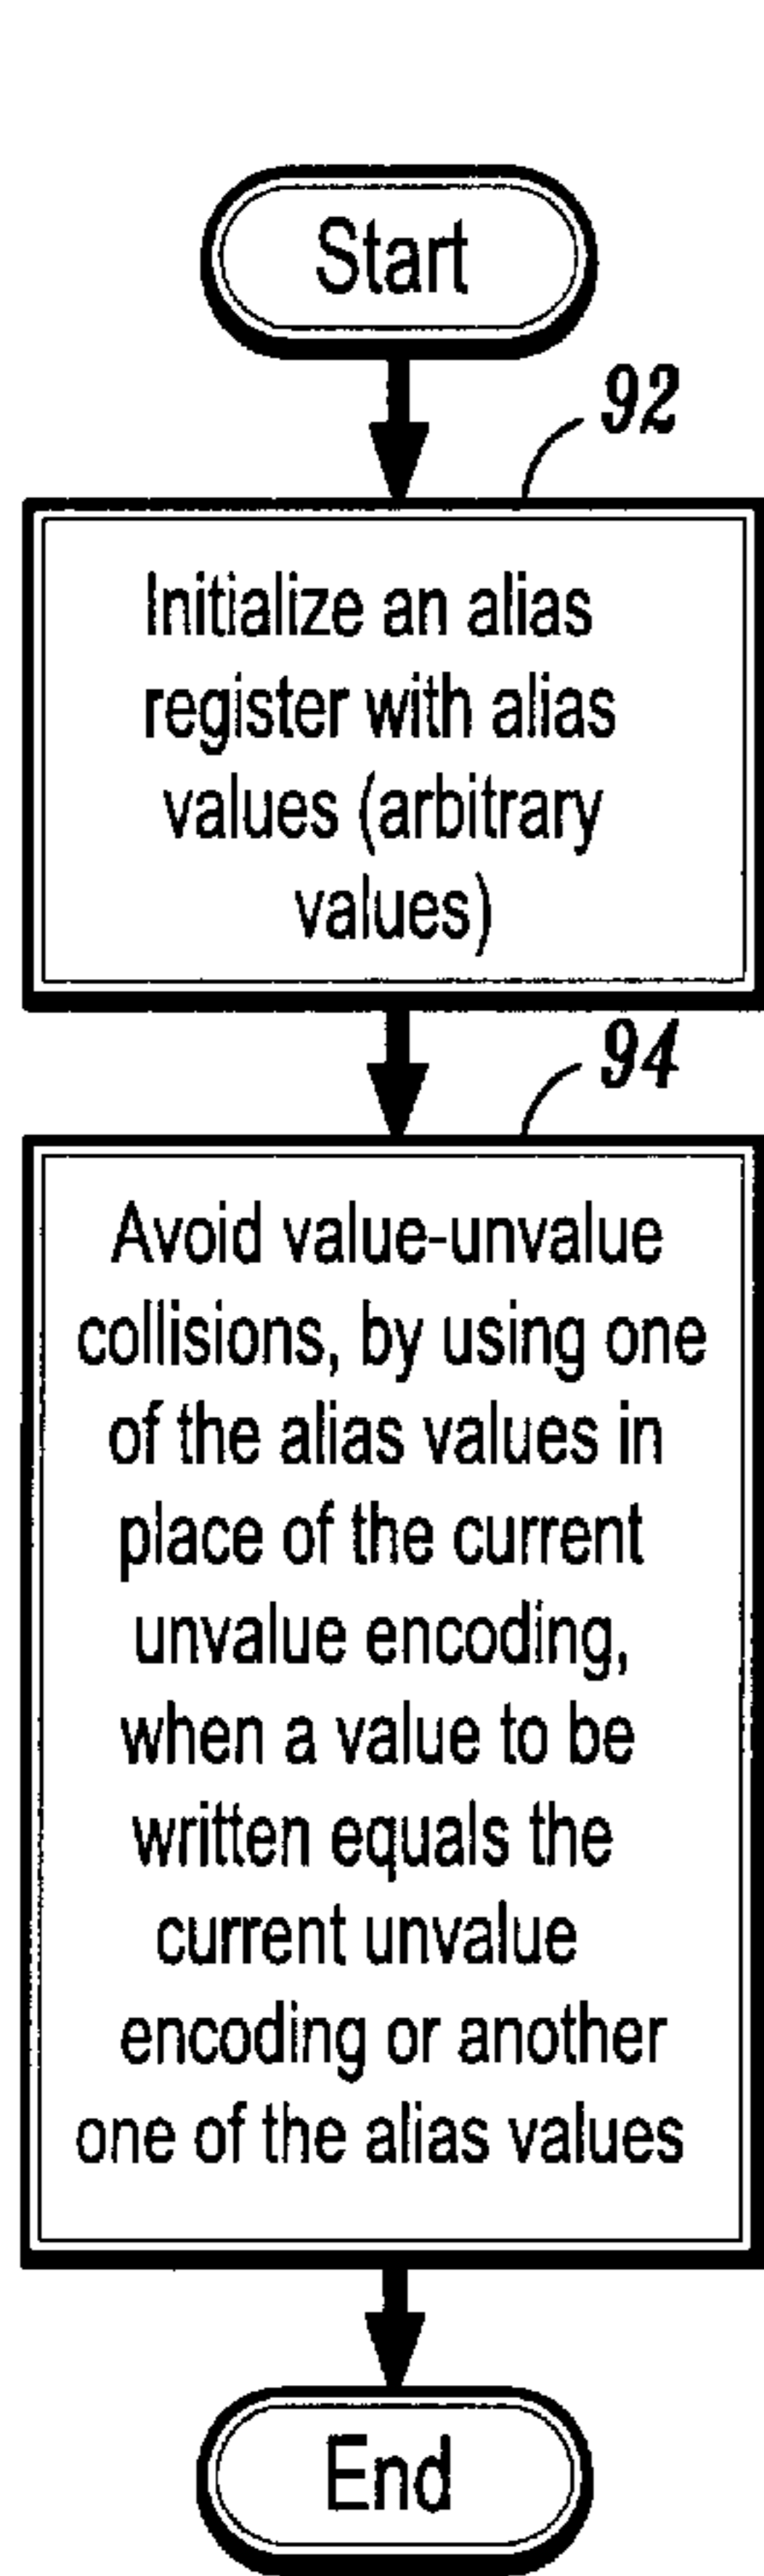 Start
92
Initialize an alias
register with alias
values (arbitrary
values)
94
Avoid value-unvalue
collisions, by using one
of the alias values in
place of the current
unvalue encoding,
when a value to be
written equals the
current unvalue
encoding or another
one of the alias values
End